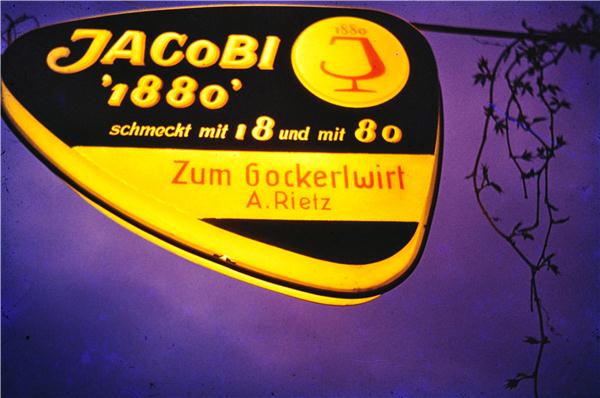 JACOBI
'1880'
1880
schmeckt mit 18 und mit 80
Zum Gockerlwirt
A. Rietz